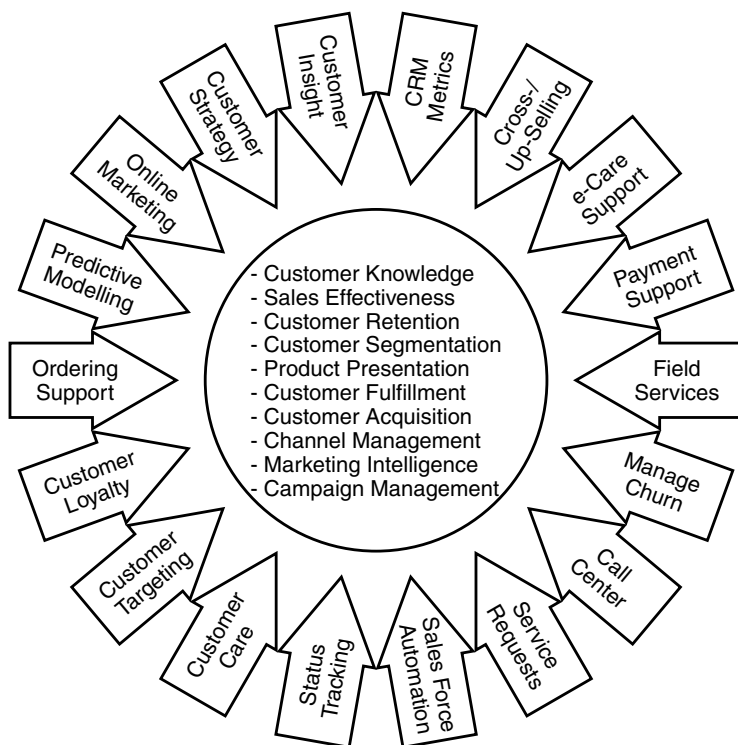 Customer
Insight
CRM
Metrics
Cross-/
Up-Selling
e-Care
Support
Payment
Support
Field
Services
Manage
Churn
Call
Center
Service
Requests
Sales Force
Automation
Status
Tracking
Customer
Care
Customer
Targeting
Customer
Loyalty
Ordering
Support
Predictive
Modelling
Online
Marketing
Customer
Strategy
- Customer Knowledge
- Sales Effectiveness
- Customer Retention
- Customer Segmentation
- Product Presentation
- Customer Fulfillment
- Customer Acquisition
- Channel Management
- Marketing Intelligence
- Campaign Management